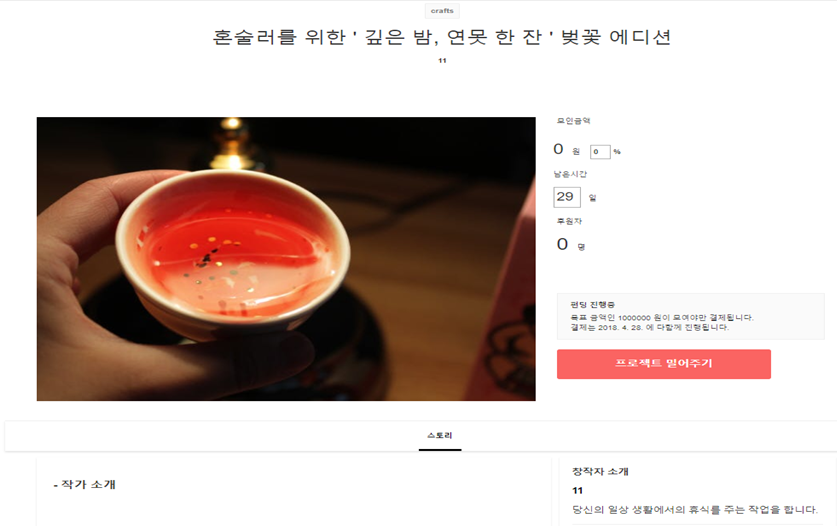 crafts
혼술러를 위한 ' 깊은 밤, 연못 한 잔 ' 벚꽃 에디션
11
모인금액
0 원 0 %
남은시간
29 일
후원자
0 명
펀딩 진행중
목표 금액인 1000000 원이 모여야만 결제됩니다.
결제는 2018. 4. 28. 에 다함께 진행됩니다.
프로젝트 밀어주기
스토리
- 작가 소개
창작자 소개
11
당신의 일상 생활에서의 휴식을 주는 작업을 합니다.